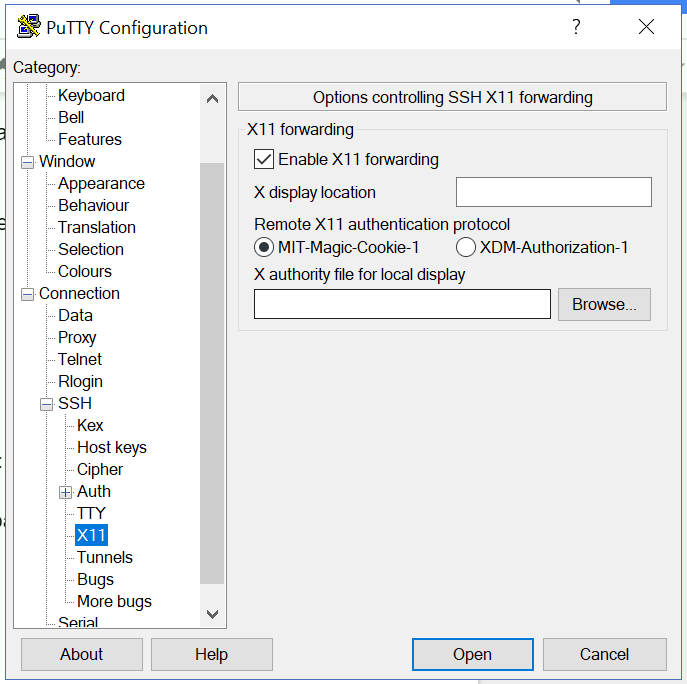 PuTTY Configuration
?
Category:
Keyboard
Bell
Features
Window
Appearance
Behaviour
Translation
Selection
Colours
Connection
Data
Proxy
Telnet
Rlogin
SSH
Kex
Host keys
Cipher
Auth
TTY
X11
Tunnels
Bugs
More bugs
Serial
Options controlling SSH X11 forwarding
X11 forwarding
Enable X11 forwarding
X display location
Remote X11 authentication protocol
MIT-Magic-Cookie-1 XDM-Authorization-1
X authority file for local display
Browse...
About Help Open Cancel